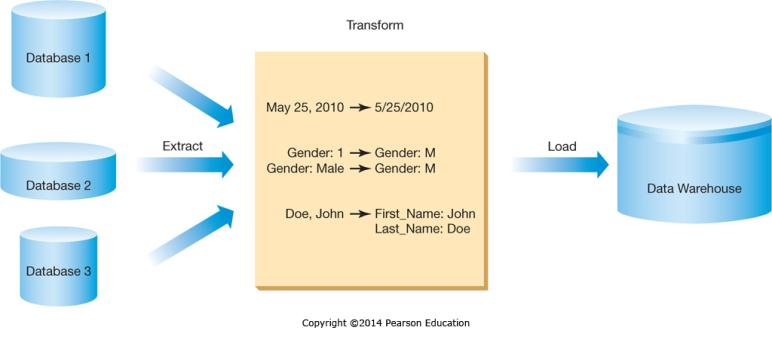 Database 1
Database 2
Database 3
Extract
Transform
May 25, 2010 → 5/25/2010
Gender: 1 → Gender: M
Gender: Male → Gender: M
Doe, John → First_Name: John
Last_Name: Doe
Load
Data Warehouse
Copyright ©2014 Pearson Education